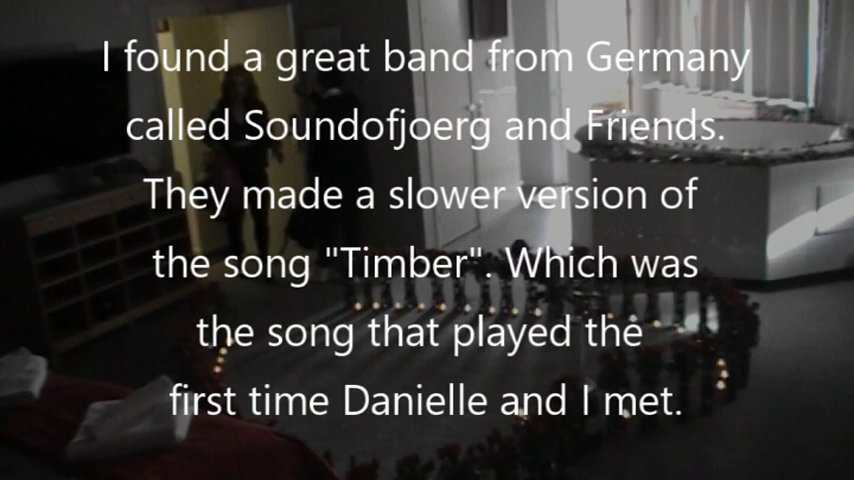 I found a great band from Germany
called Soundofjoerg and Friends.
They made a slower version of
the song "Timber". Which was
the song that played the
first time Danielle and I met.